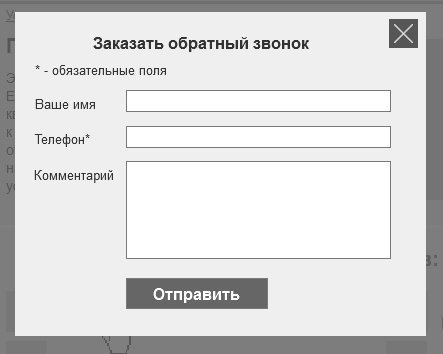 Заказать обратный звонок
* - обязательные поля
Ваше имя
Телефон*
Комментарий
Отправить